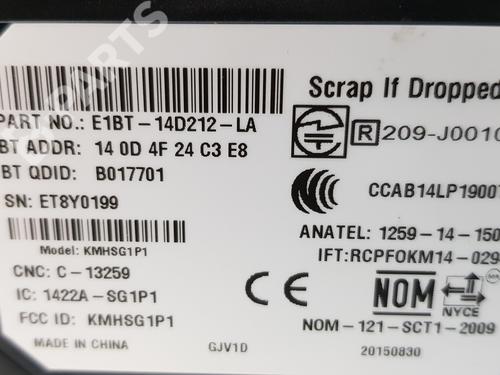 Scrap If Dropped
PART NO.: E1BT-14D212-LA
BT ADDR: 14 0D 4F 24 C3 E8
R 209-J0010
BT QDID: B017701
CCAB14LP1900
SN: ET8Y0199
ANATEL: 1259-14-150
Model: KMHSG1P1
IFT:RCPFOKM14-029
CNC: C-13259
IC: 1422A-SG1P1
CE
NOM
NYCE
FCC ID: KMHSG1P1
NOM-121-SCT1-2009
MADE IN CHINA
GJV1D
20150830
PARTS